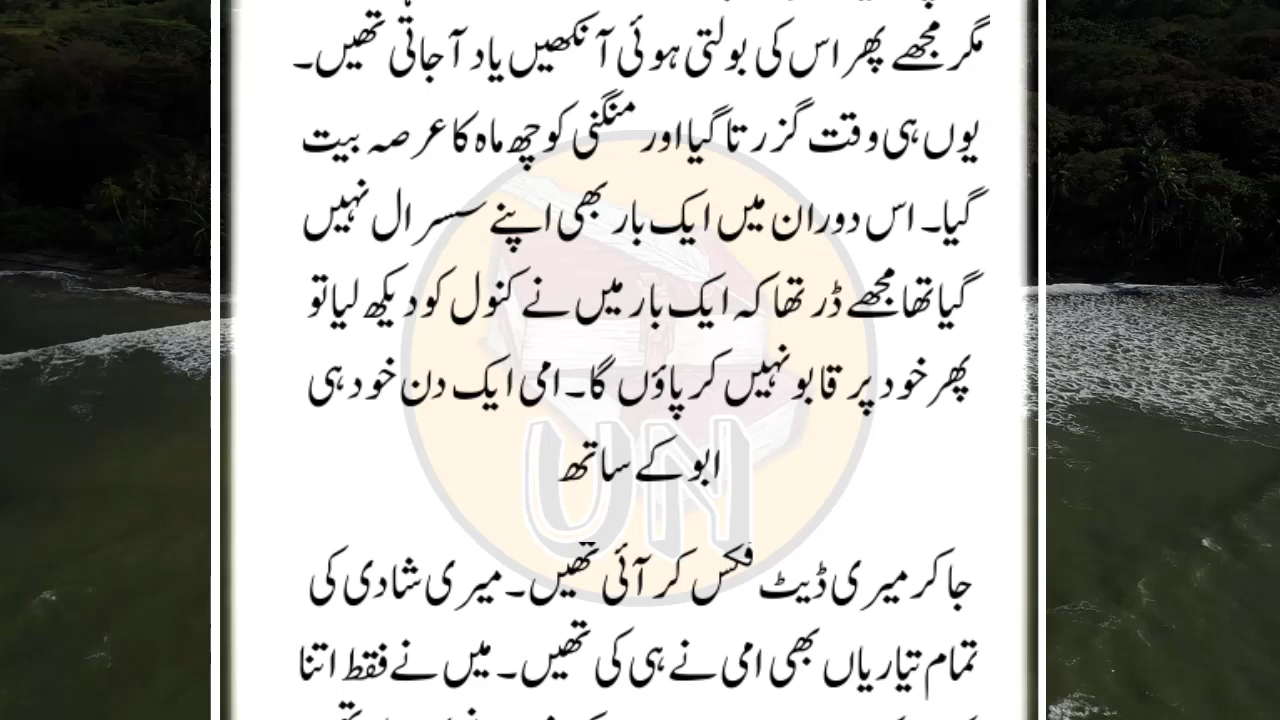 مگر مجھے پھر اس کی بولتی ہوئی آنکھیں یاد آجاتی تھیں۔
یوں ہی وقت گزرتا گیا اور منگنی کو چھ ماہ کا عرصہ بیت
گیا۔ اس دوران میں ایک بار بھی اپنے سسرال نہیں
گیا تھا مجھے ڈر تھا کہ ایک بار میں نے کنول کو دیکھ لیا تو
پھر خود پر قابو نہیں کر پاؤں گا۔ امی ایک دن خود ہی
ابو کے ساتھ
UN
جا کر میری ڈیٹ فکس کر آئی تھیں۔ میری شادی کی
تمام تیاریاں بھی امی نے ہی کی تھیں۔ میں نے فقط اتنا